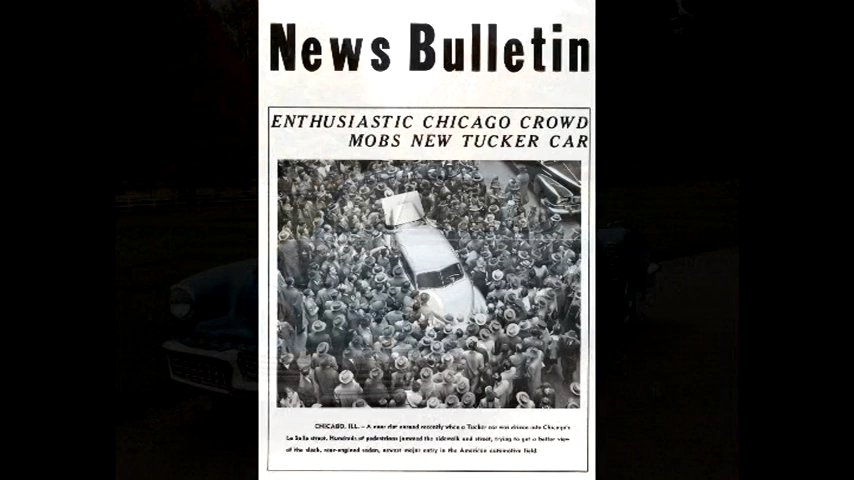 News Bulletin
ENTHUSIASTIC CHICAGO CROWD
MOBS NEW TUCKER CAR
CHICAGO, ILL. – A near riot ensued recently when a Tucker car was driven into Chicago's
La Salle street. Hundreds of pedestrians jammed the sidewalk and street, trying to get a better view
of the sleek, rear-engined sedan, newest major entry in the American automotive field.